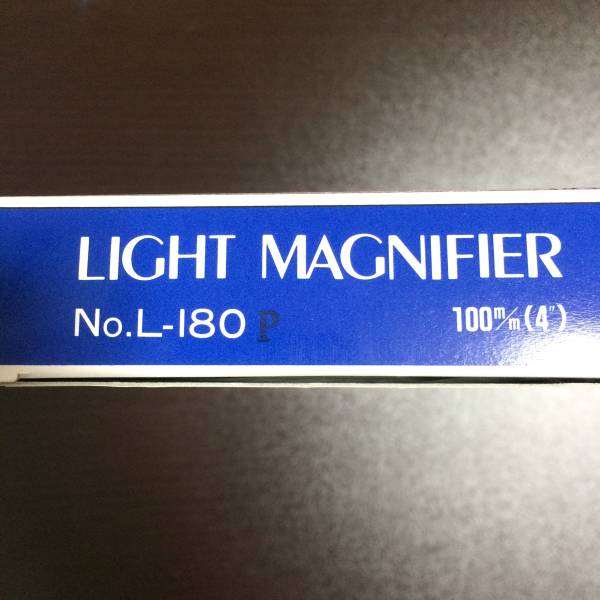 LIGHT MAGNIFIER
No.L-180 P 100m/m(4")